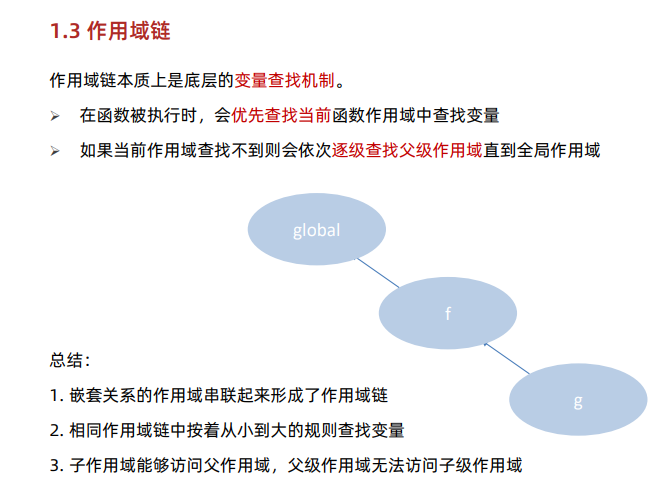 1.3 作用域链
作用域链本质上是底层的变量查找机制。
➢ 在函数被执行时，会优先查找当前函数作用域中查找变量
➢ 如果当前作用域查找不到则会依次逐级查找父级作用域直到全局作用域
global
f
g
总结：
1. 嵌套关系的作用域串联起来形成了作用域链
2. 相同作用域链中按着从小到大的规则查找变量
3. 子作用域能够访问父作用域，父级作用域无法访问子级作用域